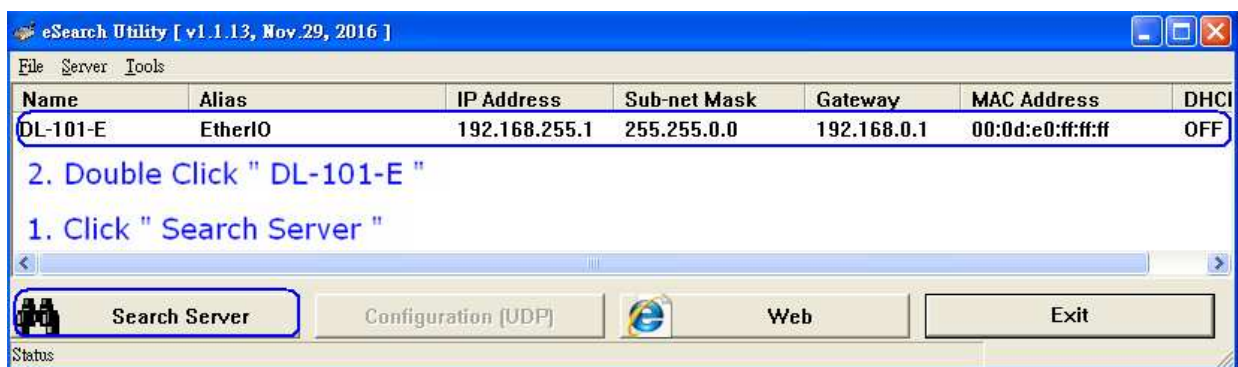 eSearch Utility [ v1.1.13, Nov.29, 2016 ]
File Server Tools
Name Alias IP Address Sub-net Mask Gateway MAC Address DHCI
DL-101-E EtherIO 192.168.255.1 255.255.0.0 192.168.0.1 00:0d:e0:ff:ff:ff OFF
2. Double Click " DL-101-E "
1. Click " Search Server "
Search Server Configuration (UDP) Web Exit
Status